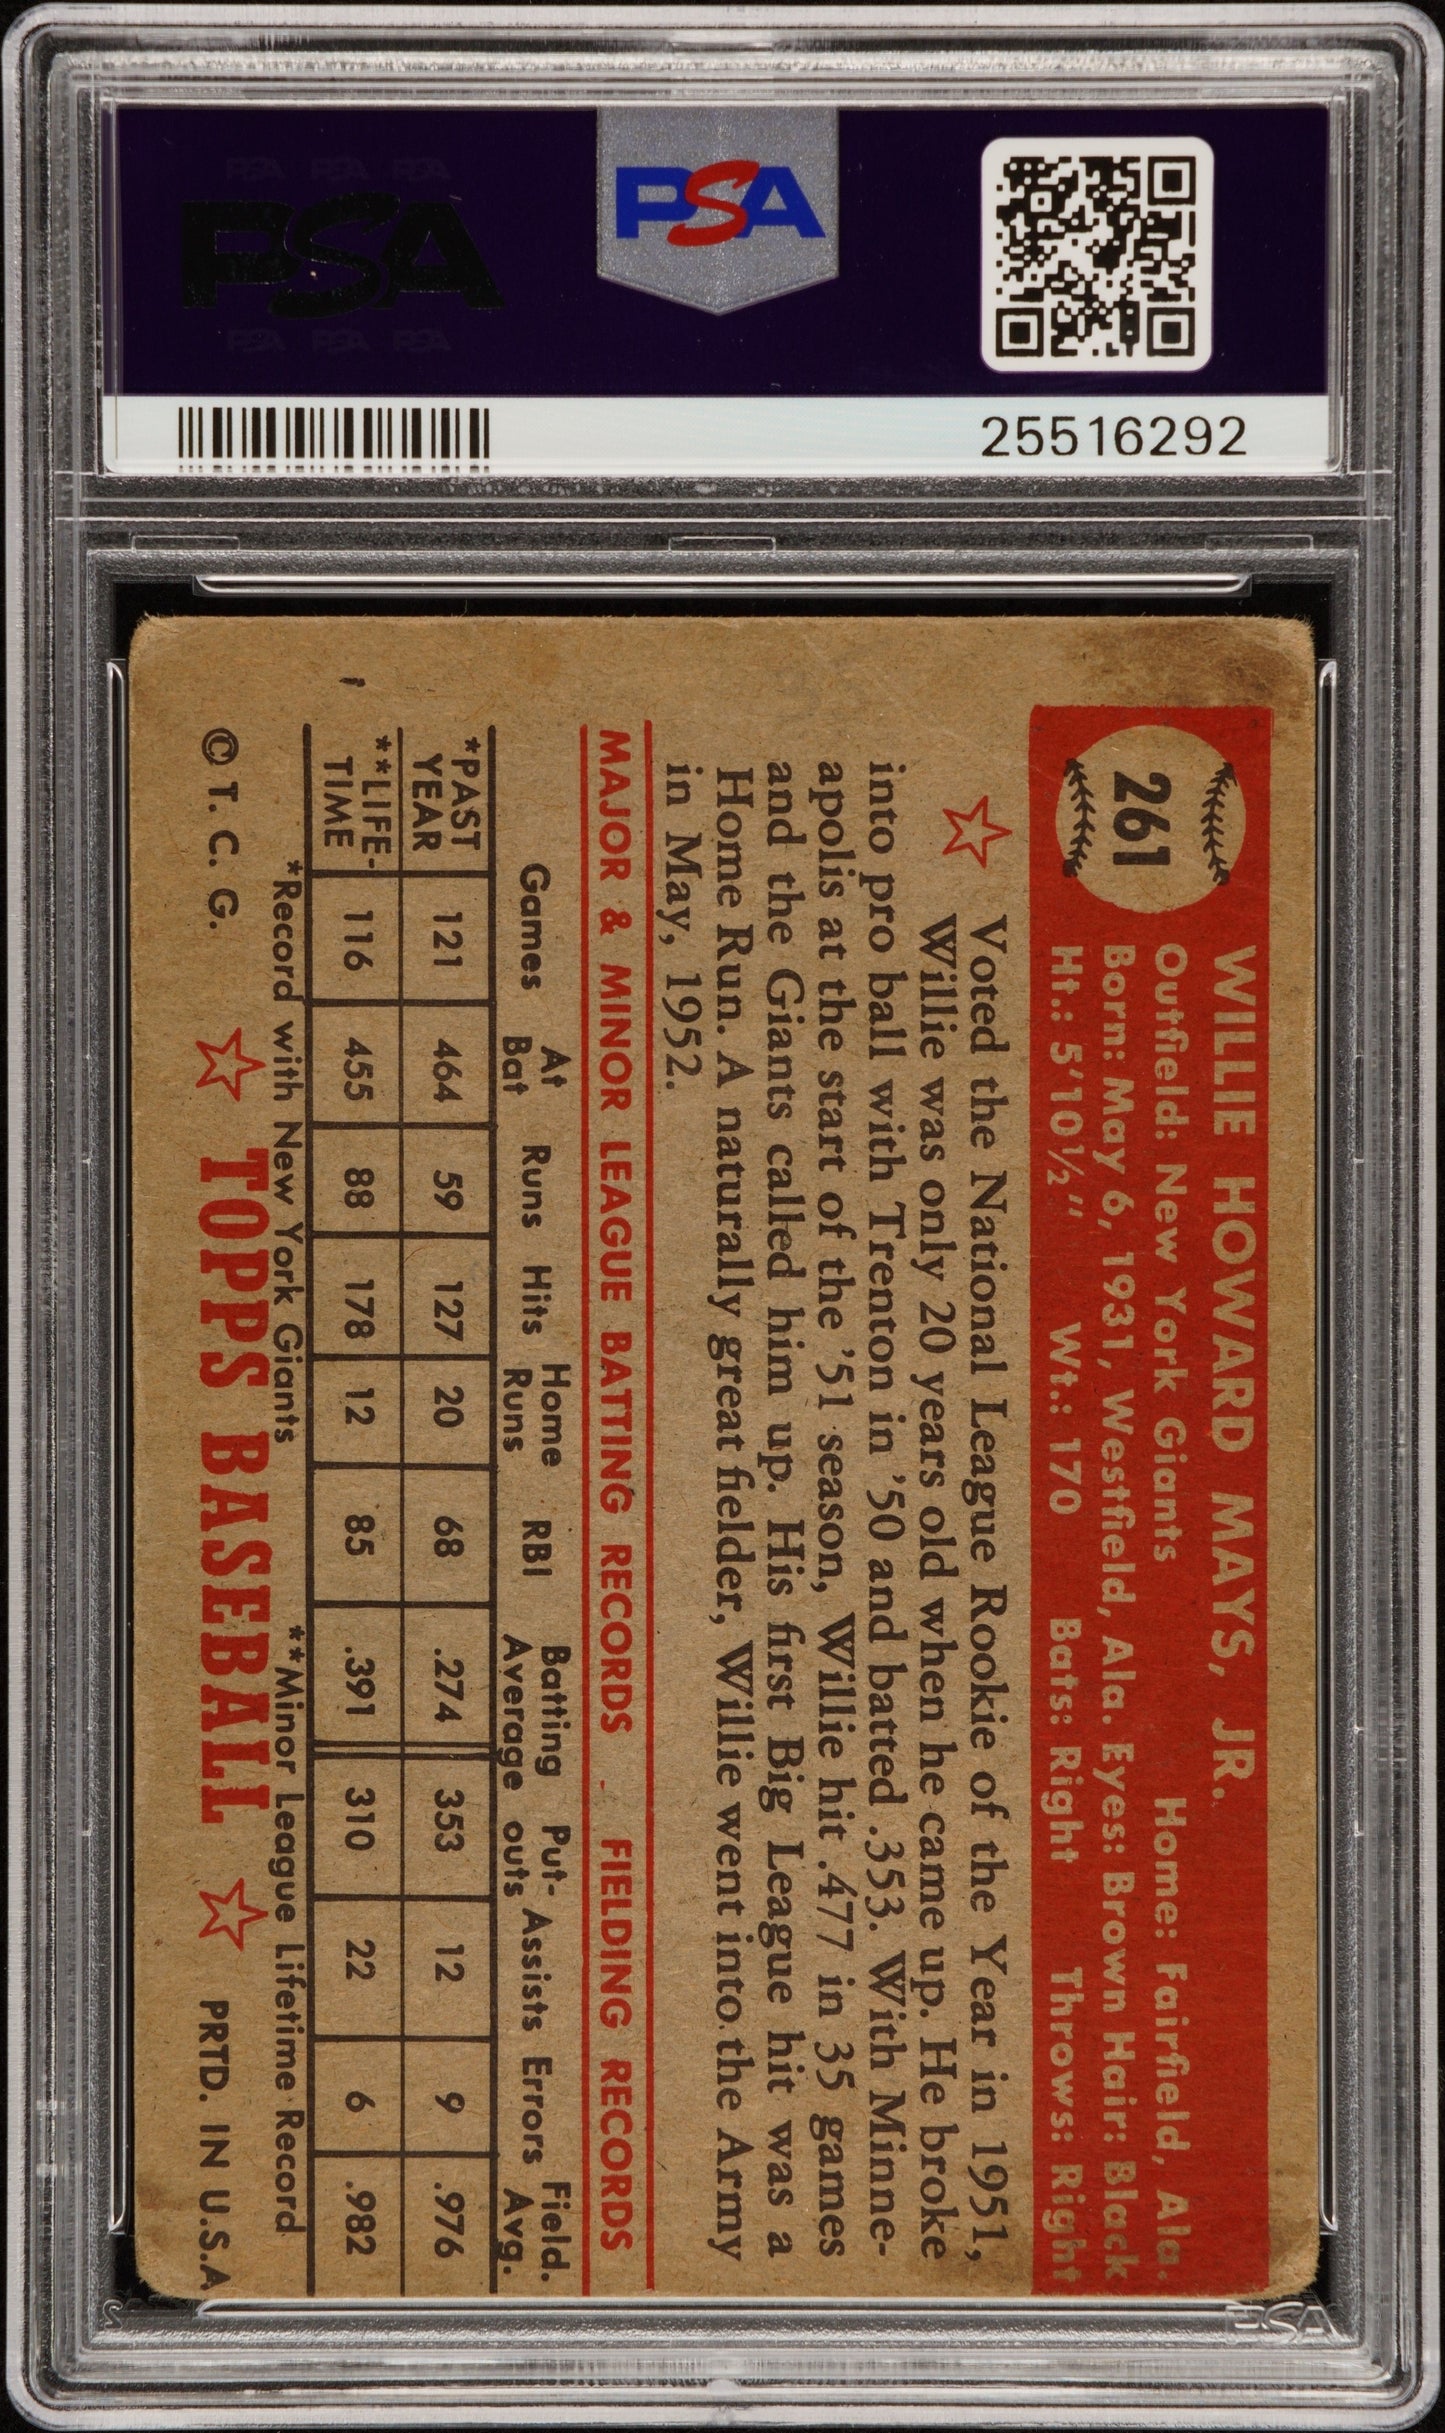 PSA PSA PSA
PSA
PSA PSA PSA
PSA
25516292
261
WILLIE HOWARD MAYS, JR.
Outfield: New York Giants Home: Fairfield, Ala.
Born: May 6, 1931, Westfield, Ala. Eyes: Brown Hair: Black
Ht.: 5'10½" Wt.: 170 Bats: Right Throws: Right
Voted the National League Rookie of the Year in 1951,
Willie was only 20 years old when he came up. He broke
into pro ball with Trenton in '50 and batted .353. With Minne-
apolis at the start of the '51 season, Willie hit .477 in 35 games
and the Giants called him up. His first Big League hit was a
Home Run. A naturally great fielder, Willie went into the Army
in May, 1952.
MAJOR & MINOR LEAGUE BATTING RECORDS - FIELDING RECORDS
Games At Bat Runs Hits Home Runs RBI Batting Average Put-outs Assists Errors Field. Avg.
*PAST YEAR 121 464 59 127 20 68 .274 353 12 9 .976
**LIFE-TIME 116 455 88 178 12 85 .391 310 22 6 .982
*Record with New York Giants **Minor League Lifetime Record
© T. C. G. TOPPS BASEBALL PRTD. IN U.S.A
PSA